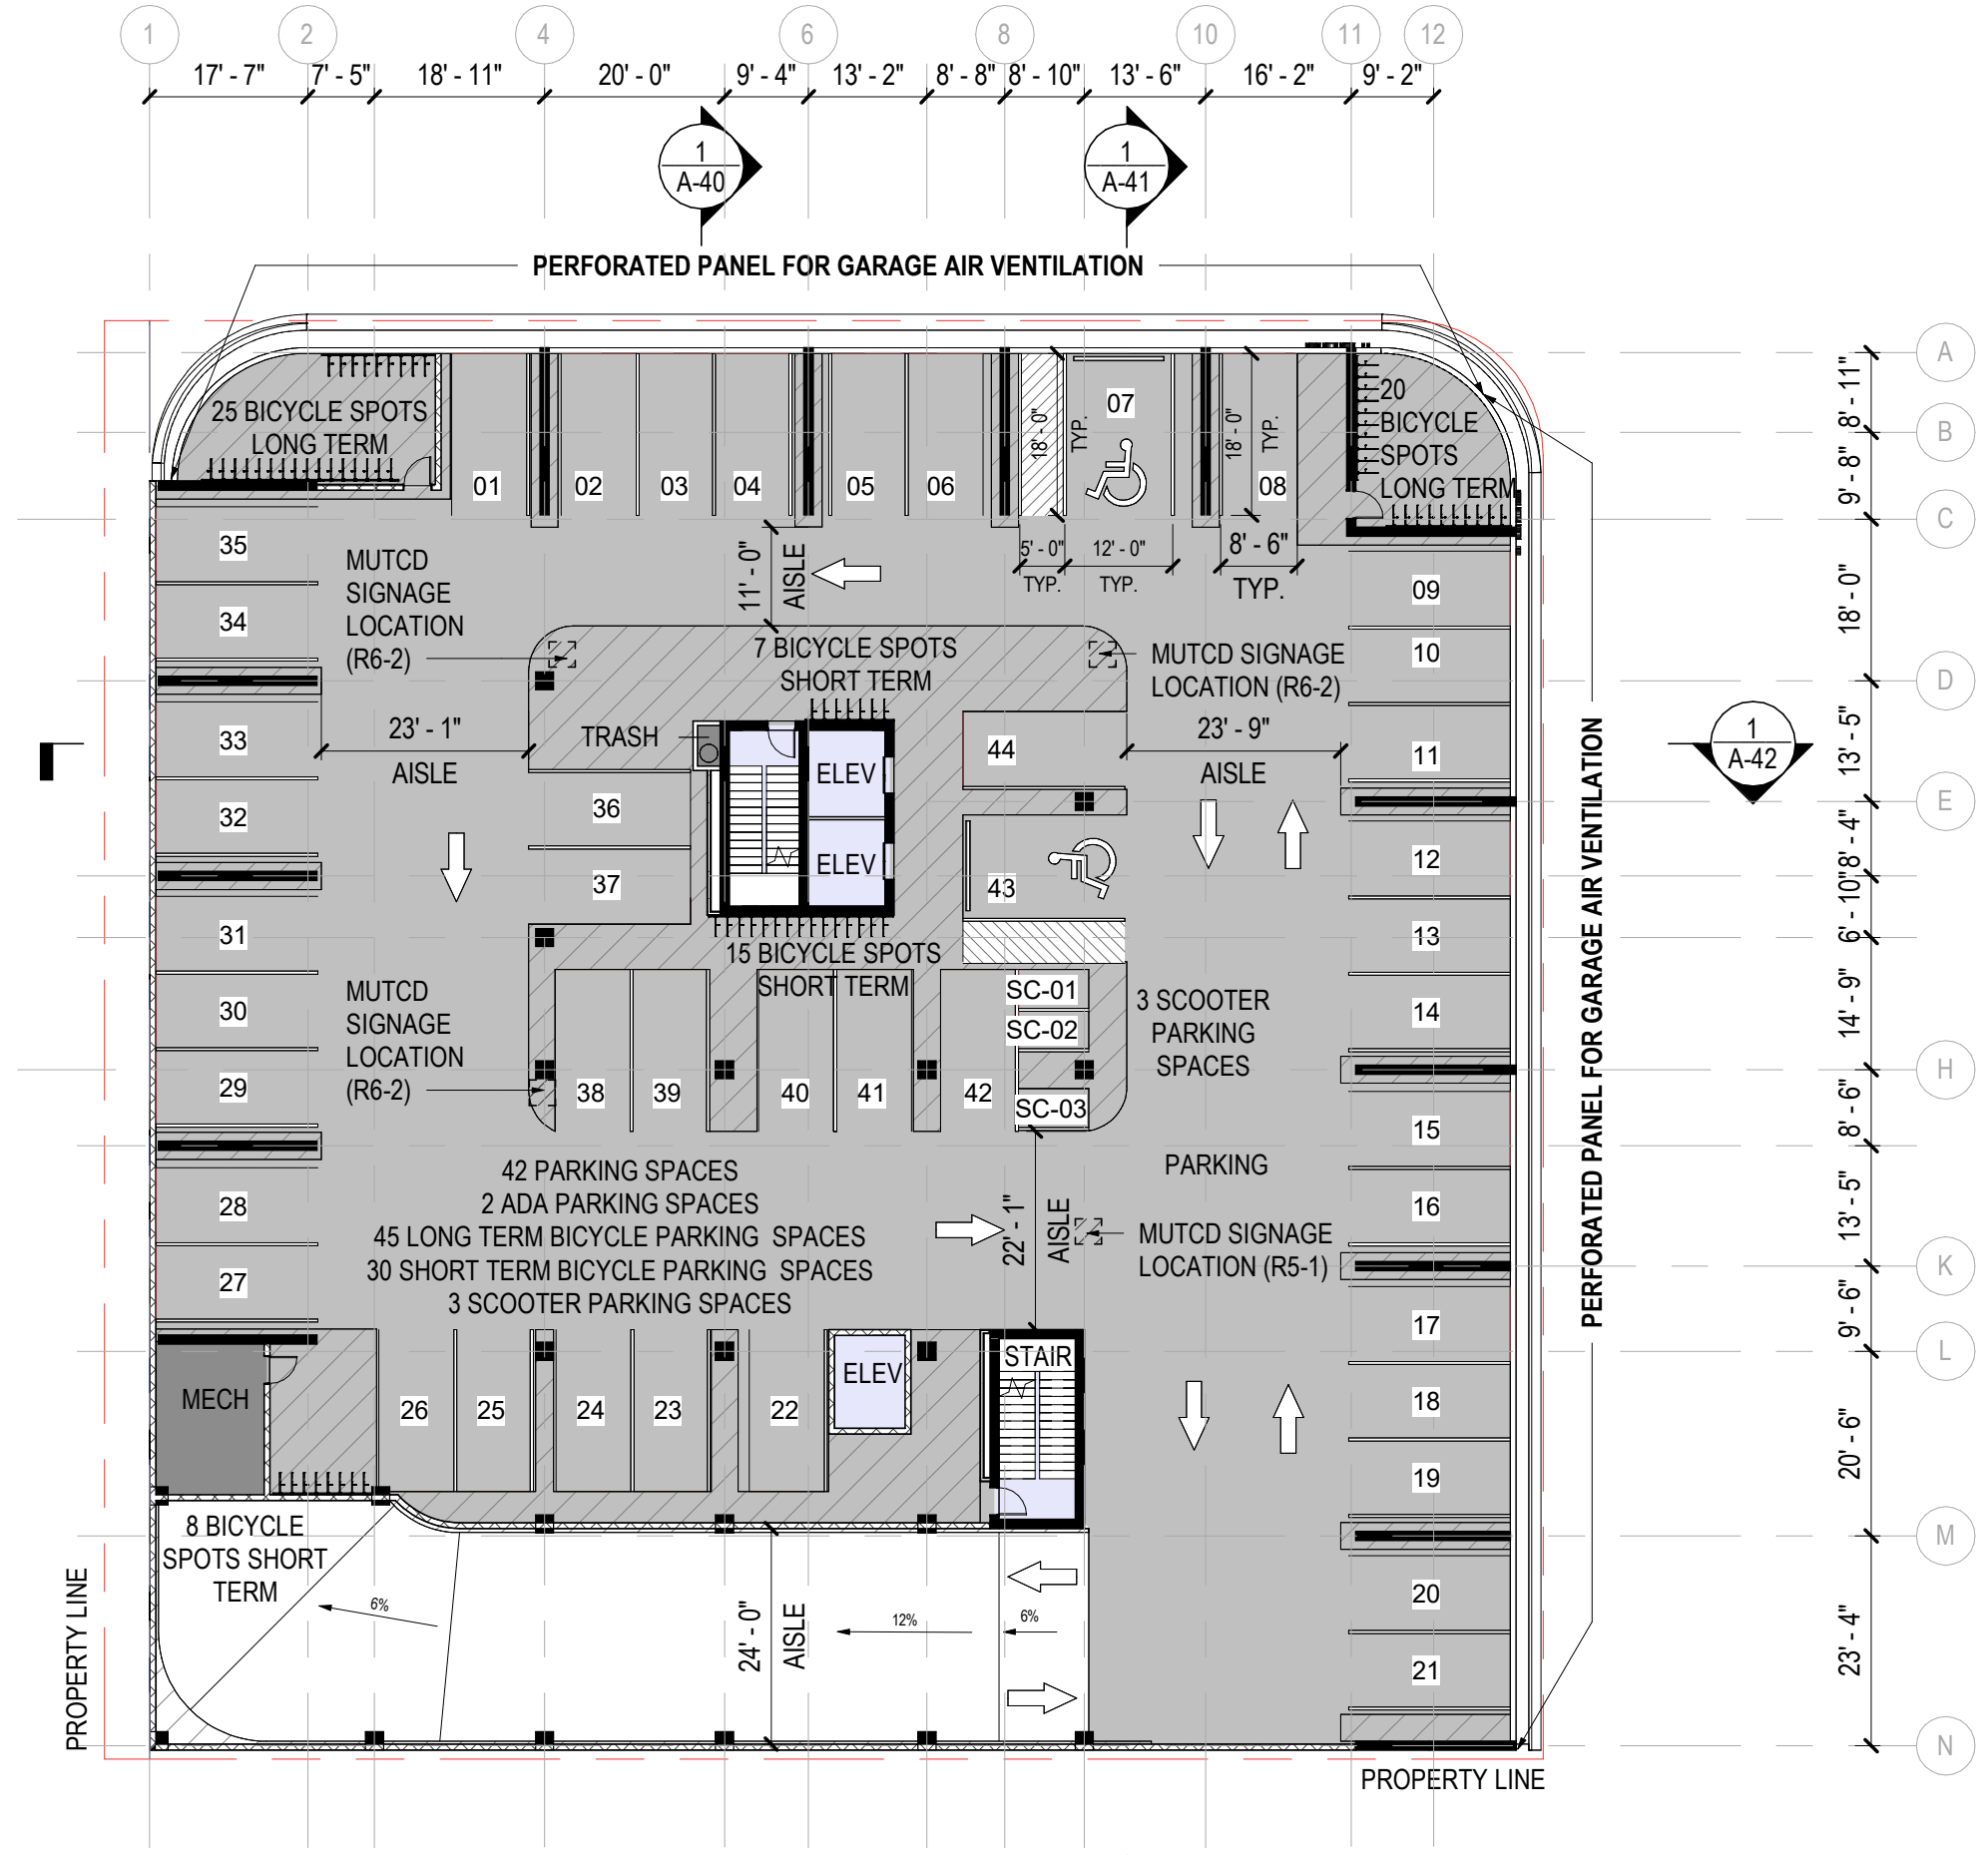 1 2 4 6 8 10 11 12
17' - 7" 7' - 5" 18' - 11" 20' - 0" 9' - 4" 13' - 2" 8' - 8" 8' - 10" 13' - 6" 16' - 2" 9' - 2"
1
A-40
1
A-41
PERFORATED PANEL FOR GARAGE AIR VENTILATION
A
8' - 11"
B
9' - 8"
C
18' - 0"
D
13' - 5"
E
8' - 4"
6' - 10"
14' - 9"
H
8' - 6"
13' - 5"
K
9' - 6"
L
20' - 6"
M
23' - 4"
N
25 BICYCLE SPOTS
LONG TERM
01
02
03
04
05
06
18' - 0"
TYP.
07
18' - 0"
TYP.
08
20
BICYCLE
SPOTS
LONG TERM
5' - 0"
TYP.
12' - 0"
TYP.
8' - 6"
TYP.
11' - 0"
AISLE
35
34
33
32
31
30
29
28
27
MUTCD
SIGNAGE
LOCATION
(R6-2)
7 BICYCLE SPOTS
SHORT TERM
MUTCD SIGNAGE
LOCATION (R6-2)
23' - 1"
AISLE
TRASH
ELEV
ELEV
36
37
44
43
23' - 9"
AISLE
1
A-42
PERFORATED PANEL FOR GARAGE AIR VENTILATION
09
10
11
12
13
14
15
16
17
18
19
20
21
15 BICYCLE SPOTS
SHORT TERM
MUTCD
SIGNAGE
LOCATION
(R6-2)
38
39
40
41
42
SC-01
SC-02
SC-03
3 SCOOTER
PARKING
SPACES
PARKING
42 PARKING SPACES
2 ADA PARKING SPACES
45 LONG TERM BICYCLE PARKING SPACES
30 SHORT TERM BICYCLE PARKING SPACES
3 SCOOTER PARKING SPACES
22' - 1"
AISLE
MUTCD SIGNAGE
LOCATION (R5-1)
MECH
26
25
24
23
22
ELEV
STAIR
8 BICYCLE
SPOTS SHORT
TERM
6%
24' - 0"
AISLE
12%
6%
PROPERTY LINE
PROPERTY LINE